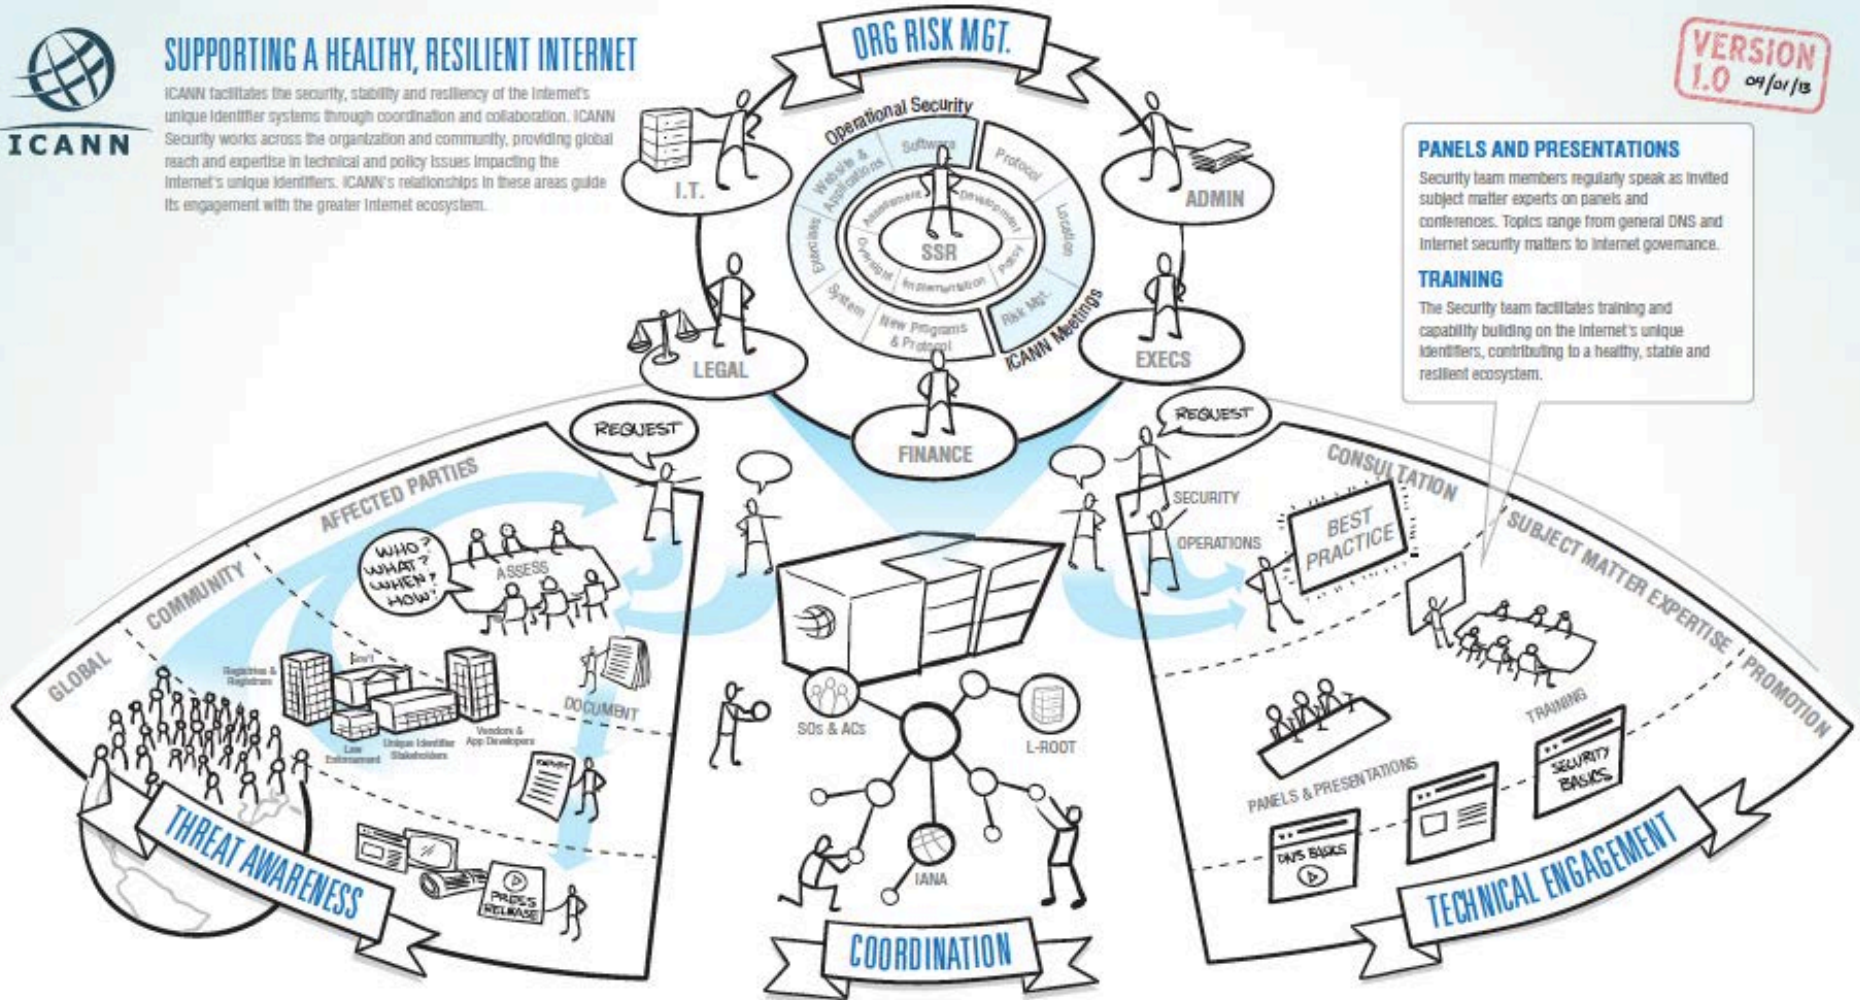 ICANN
SUPPORTING A HEALTHY, RESILIENT INTERNET
ICANN facilitates the security, stability and resiliency of the Internet's
unique identifier systems through coordination and collaboration. ICANN
Security works across the organization and community, providing global
reach and expertise in technical and policy issues impacting the
Internet's unique identifiers. ICANN's relationships in these areas guide
its engagement with the greater Internet ecosystem.
ORG RISK MGT.
VERSION
1.0 04/01/13
I.T.
ADMIN
LEGAL
EXECS
FINANCE
Operational Security
Website &
Applications
Software
Exercises
System
New Programs
& Protocol
Protocol
Location
Risk Mgt.
ICANN Meetings
Assessment
Development
Policy
Implementation
Oversight
SSR
PANELS AND PRESENTATIONS
Security team members regularly speak as invited
subject matter experts on panels and
conferences. Topics range from general DNS and
Internet security matters to Internet governance.
TRAINING
The Security team facilitates training and
capability building on the Internet's unique
identifiers, contributing to a healthy, stable and
resilient ecosystem.
REQUEST
REQUEST
GLOBAL
COMMUNITY
AFFECTED PARTIES
WHO?
WHAT?
WHEN?
HOW?
ASSESS
Registries &
Registrars
Gov't
Law
Enforcement
Unique Identifier
Stakeholders
Vendors &
App Developers
DOCUMENT
REPORT
PRESS
RELEASE
THREAT AWARENESS
SOs & ACs
L-ROOT
IANA
COORDINATION
SECURITY
OPERATIONS
CONSULTATION
BEST
PRACTICE
SUBJECT MATTER EXPERTISE
PROMOTION
TRAINING
PANELS & PRESENTATIONS
DNS BASICS
SECURITY
BASICS
TECHNICAL ENGAGEMENT